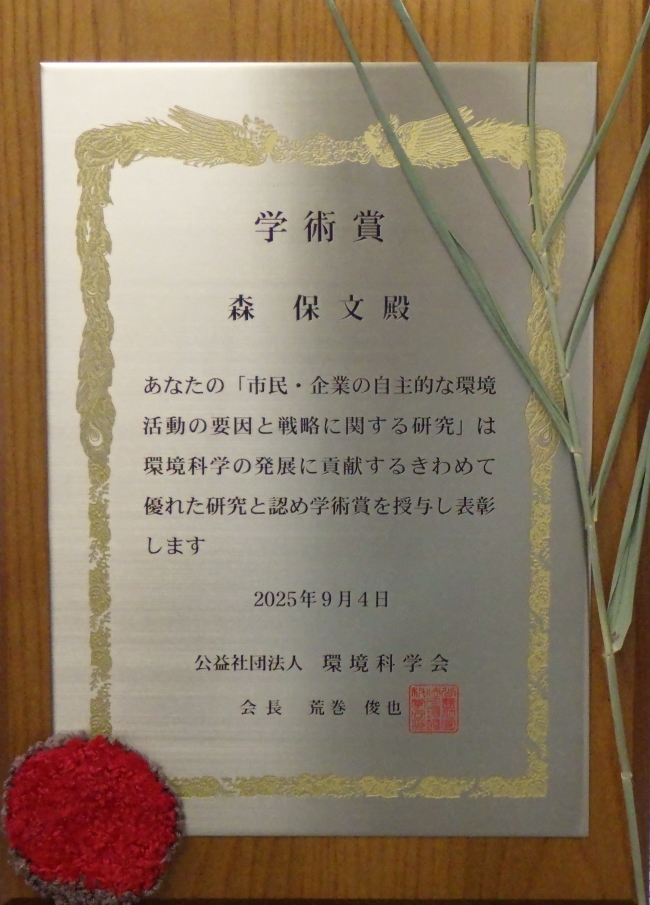 学術賞
森 保文殿
あなたの「市民・企業の自主的な環境
活動の要因と戦略に関する研究」は
環境科学の発展に貢献するきわめて
優れた研究と認め学術賞を授与し表彰
します
2025年9月4日
公益社団法人 環境科学会
会長 荒巻 俊也